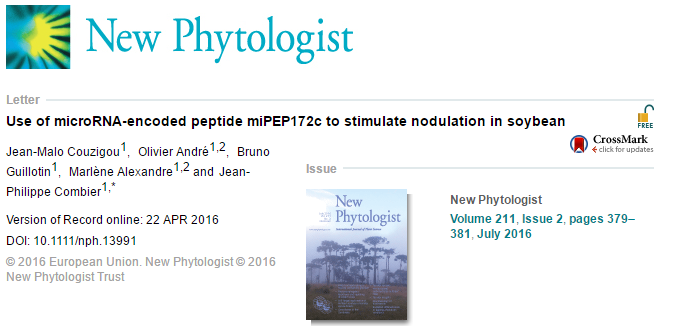 New Phytologist
Letter
Use of microRNA-encoded peptide miPEP172c to stimulate nodulation in soybean
FREE
CrossMark
click for updates
Jean-Malo Couzigou1, Olivier André1,2, Bruno
Guillotin1, Marlène Alexandre1,2 and Jean-
Philippe Combier1,*
Version of Record online: 22 APR 2016
DOI: 10.1111/nph.13991
© 2016 European Union. New Phytologist © 2016
New Phytologist Trust
Issue
New
Phytologist
New Phytologist
Volume 211, Issue 2, pages 379–
381, July 2016